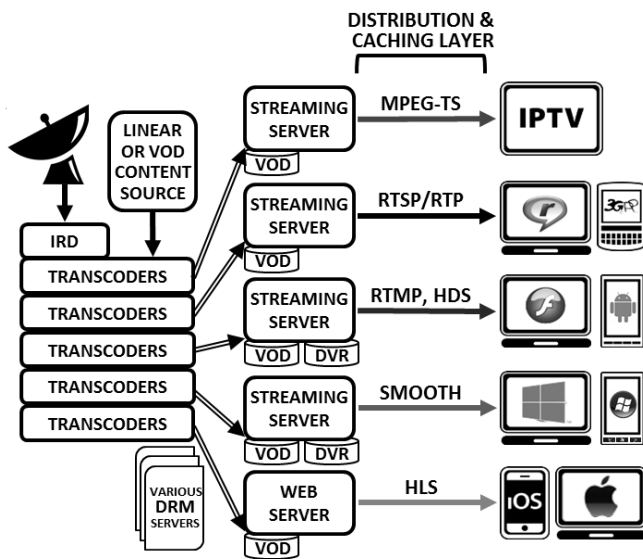 DISTRIBUTION &
CACHING LAYER
LINEAR
OR VOD
CONTENT
SOURCE
IRD
TRANSCODERS
TRANSCODERS
TRANSCODERS
TRANSCODERS
TRANSCODERS
VARIOUS
DRM
SERVERS
STREAMING
SERVER
VOD
MPEG-TS
IPTV
STREAMING
SERVER
VOD
RTSP/RTP
r
3GPP
STREAMING
SERVER
VOD DVR
RTMP, HDS
f
STREAMING
SERVER
VOD DVR
SMOOTH
WEB
SERVER
VOD
HLS
iOS